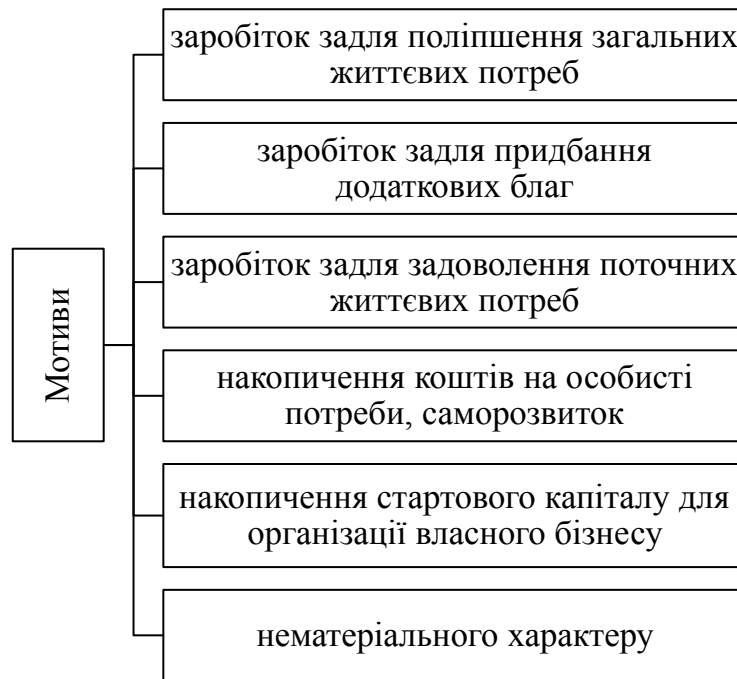 заробіток задля поліпшення загальних
життєвих потреб
заробіток задля придбання
додаткових благ
заробіток задля задоволення поточних
життєвих потреб
Мотиви
накопичення коштів на особисті
потреби, саморозвиток
накопичення стартового капіталу для
організації власного бізнесу
нематеріального характеру